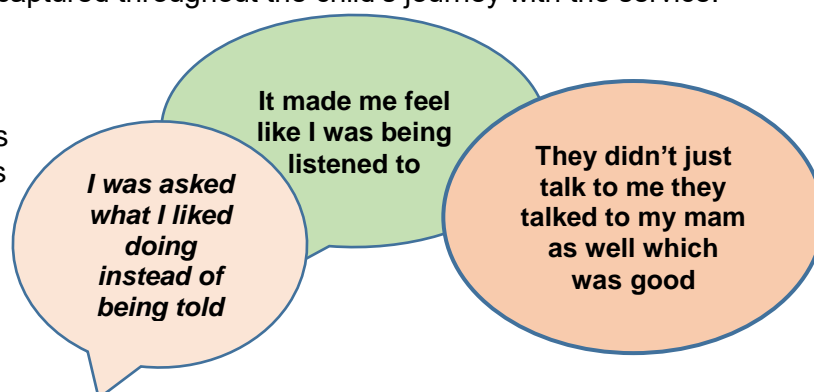 captured throughout the child's journey with the service.
s
s
I was asked
what I liked
doing
instead of
being told
It made me feel
like I was being
listened to
They didn't just
talk to me they
talked to my mam
as well which
was good